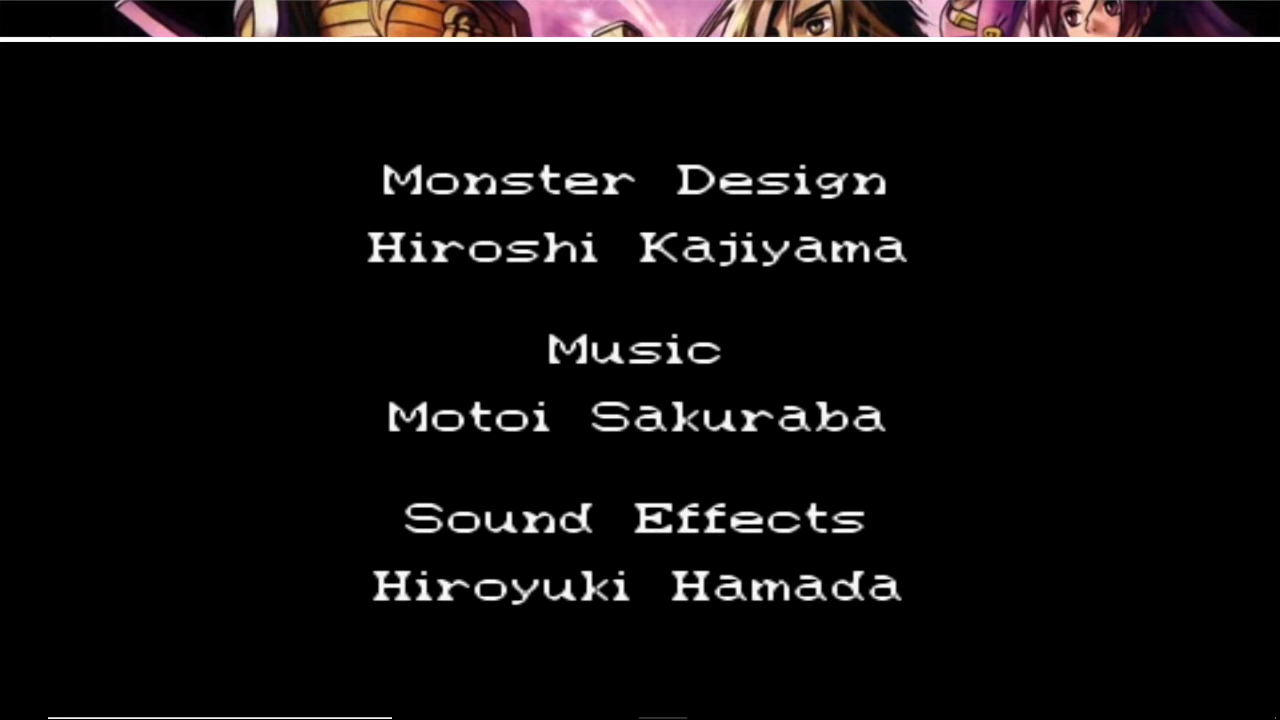 Monster Design
Hiroshi Kajiyama
Music
Motoi Sakuraba
Sound Effects
Hiroyuki Hamada